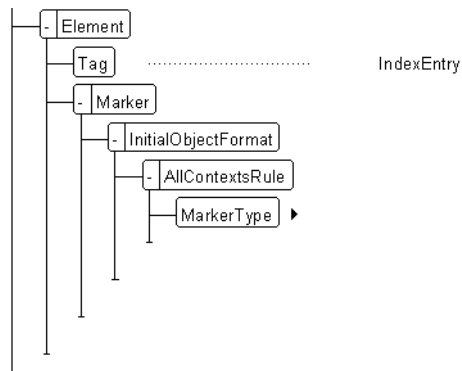 - Element
Tag IndexEntry
- Marker
- InitialObjectFormat
- AllContextsRule
MarkerType